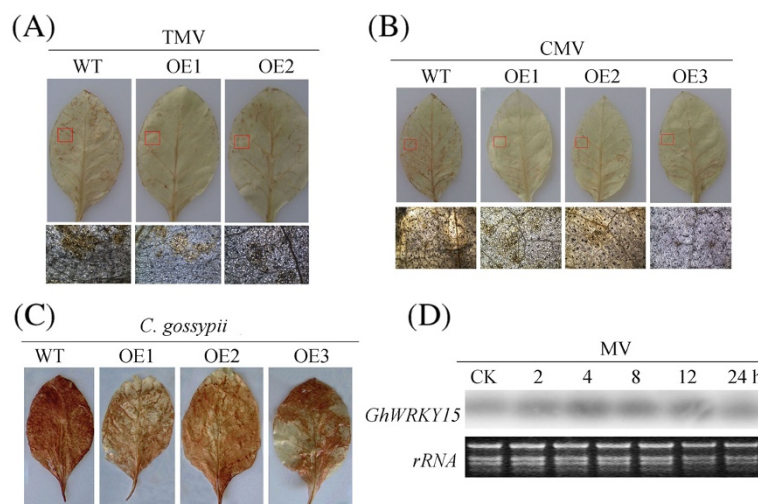 (A)
TMV
WT OE1 OE2
(B)
CMV
WT OE1 OE2 OE3
(C)
C. gossypii
WT OE1 OE2 OE3
(D)
MV
CK 2 4 8 12 24 h
GhWRKY15
rRNA